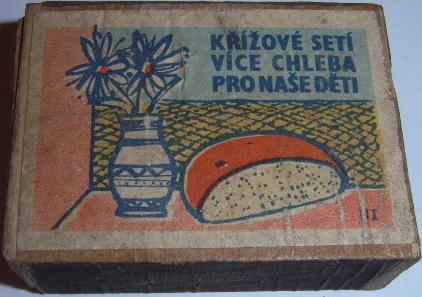 KŘÍŽOVÉ SETÍ
VÍCE CHLEBA
PRO NAŠE DĚTI